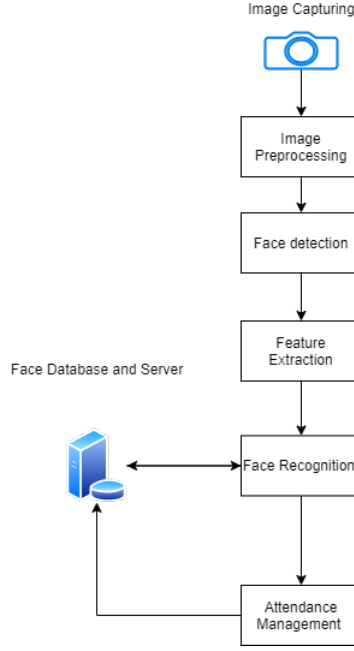 Image Capturing
Image
Preprocessing
Face detection
Feature
Extraction
Face Database and Server
Face Recognition
Attendance
Management